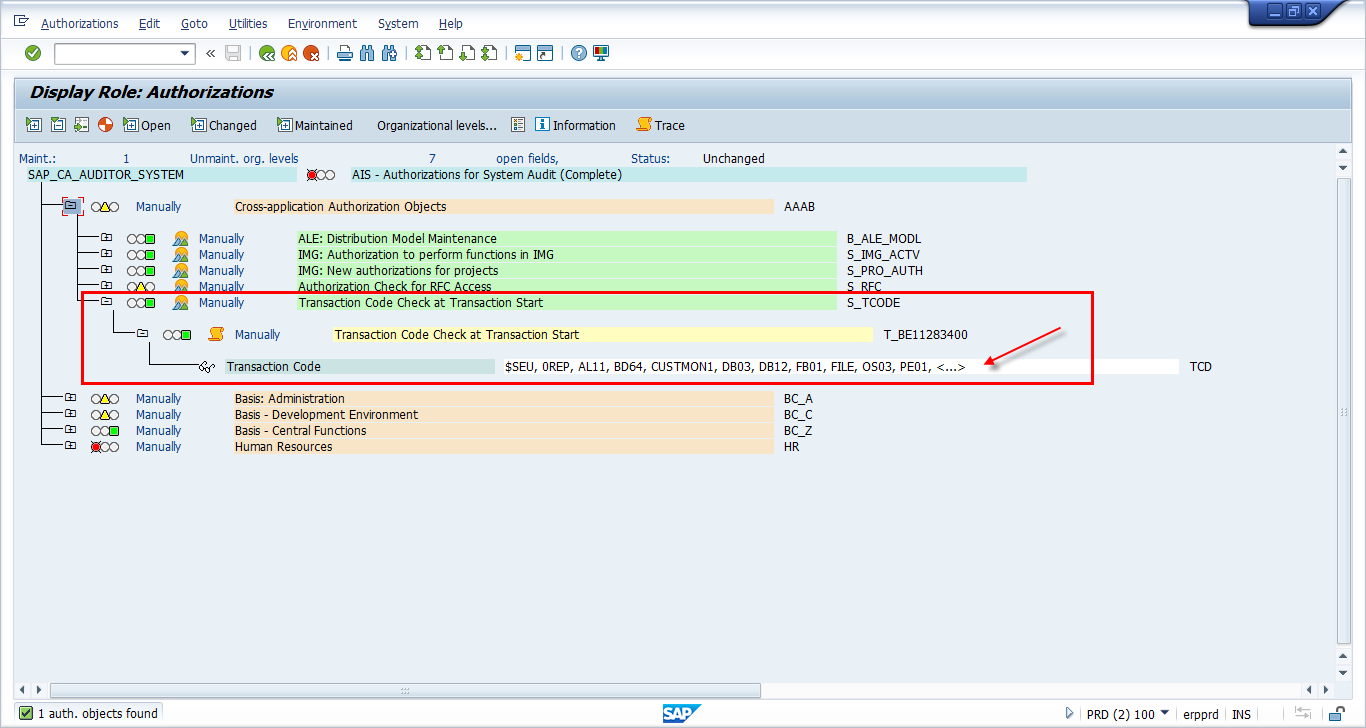 Authorizations Edit Goto Utilities Environment System Help
Display Role: Authorizations
Open Changed Maintained Organizational levels... Information Trace
Maint.: 1 Unmaint. org. levels 7 open fields, Status: Unchanged
SAP_CA_AUDITOR_SYSTEM AIS - Authorizations for System Audit (Complete)
Manually Cross-application Authorization Objects AAAB
Manually ALE: Distribution Model Maintenance B_ALE_MODL
Manually IMG: Authorization to perform functions in IMG S_IMG_ACTV
Manually IMG: New authorizations for projects S_PRO_AUTH
Manually Authorization Check for RFC Access S_RFC
Manually Transaction Code Check at Transaction Start S_TCODE
Manually Transaction Code Check at Transaction Start T_BE11283400
Transaction Code $SEU, 0REP, AL11, BD64, CUSTMON1, DB03, DB12, FB01, FILE, OS03, PE01, <...> TCD
Manually Basis: Administration BC_A
Manually Basis - Development Environment BC_C
Manually Basis - Central Functions BC_Z
Manually Human Resources HR
1 auth. objects found SAP PRD (2) 100 erpprd INS